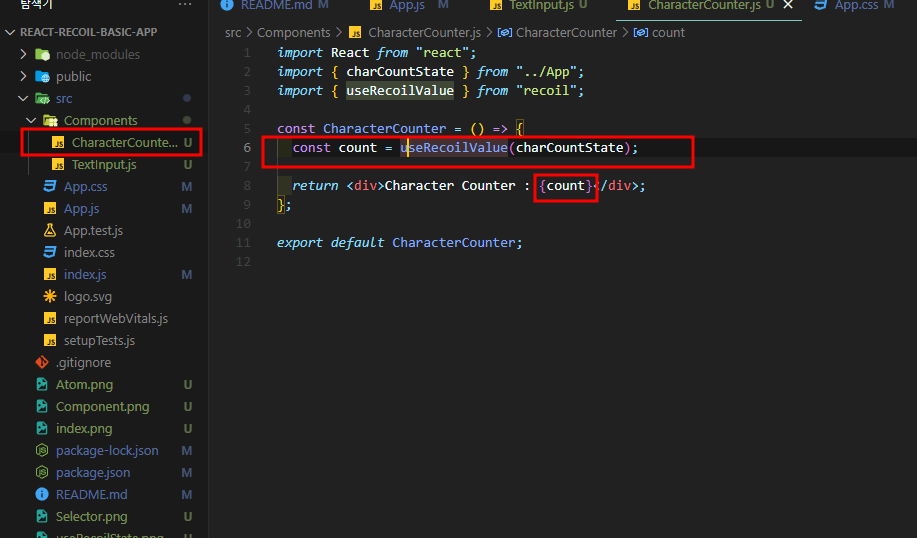 탐색기 ···
README.md M App.js M TextInput.js U CharacterCounter.js U App.css M
REACT-RECOIL-BASIC-APP
node_modules
public
src
Components
CharacterCounte... U
TextInput.js U
App.css M
App.js M
App.test.js
index.css
index.js M
logo.svg
reportWebVitals.js
setupTests.js
.gitignore
Atom.png U
Component.png U
index.png U
package-lock.json M
package.json M
README.md M
Selector.png U
useRecoilState.png U
src > Components > CharacterCounter.js > CharacterCounter > count
1 import React from "react";
2 import { charCountState } from "../App";
3 import { useRecoilValue } from "recoil";
4
5 const CharacterCounter = () => {
6 const count = useRecoilValue(charCountState);
7
8 return <div>Character Counter : {count}</div>;
9 };
10
11 export default CharacterCounter;
12